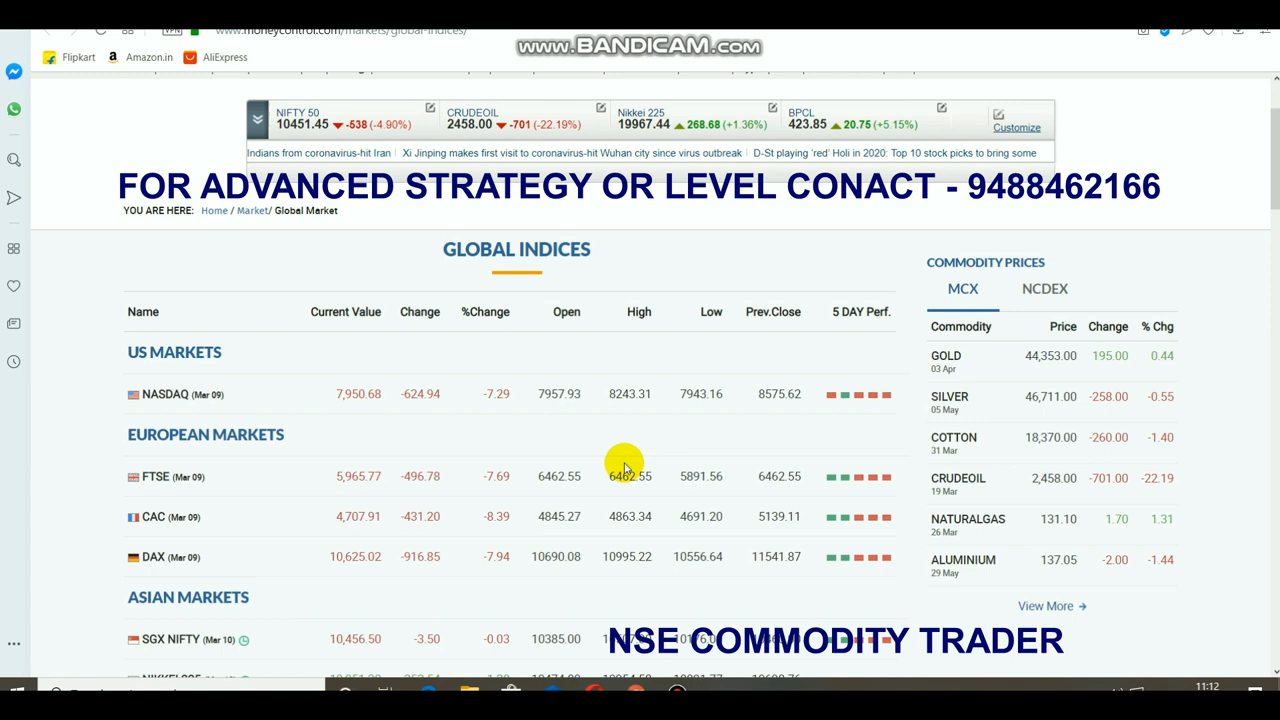 www.moneycontrol.com/markets/global-indices/
www.BANDICAM.com
Flipkart Amazon.in AliExpress
NIFTY 50 CRUDEOIL Nikkei 225 BPCL
10451.45 -538 (-4.90%) 2458.00 -701 (-22.19%) 19967.44 268.68 (+1.36%) 423.85 20.75 (+5.15%) Customize
Indians from coronavirus-hit Iran Xi Jinping makes first visit to coronavirus-hit Wuhan city since virus outbreak D-St playing 'red' Holi in 2020: Top 10 stock picks to bring some
FOR ADVANCED STRATEGY OR LEVEL CONACT - 9488462166
YOU ARE HERE: Home / Market/ Global Market
GLOBAL INDICES
COMMODITY PRICES
MCX NCDEX
Name Current Value Change %Change Open High Low Prev.Close 5 DAY Perf.
Commodity Price Change % Chg
US MARKETS
GOLD 44,353.00 195.00 0.44
03 Apr
NASDAQ (Mar 09) 7,950.68 -624.94 -7.29 7957.93 8243.31 7943.16 8575.62
SILVER 46,711.00 -258.00 -0.55
05 May
EUROPEAN MARKETS
COTTON 18,370.00 -260.00 -1.40
31 Mar
FTSE (Mar 09) 5,965.77 -496.78 -7.69 6462.55 6462.55 5891.56 6462.55
CRUDEOIL 2,458.00 -701.00 -22.19
19 Mar
CAC (Mar 09) 4,707.91 -431.20 -8.39 4845.27 4863.34 4691.20 5139.11
NATURALGAS 131.10 1.70 1.31
26 Mar
DAX (Mar 09) 10,625.02 -916.85 -7.94 10690.08 10995.22 10556.64 11541.87
ALUMINIUM 137.05 -2.00 -1.44
29 May
ASIAN MARKETS
View More
SGX NIFTY (Mar 10) 10,456.50 -3.50 -0.03 10385.00
NSE COMMODITY TRADER
11:12